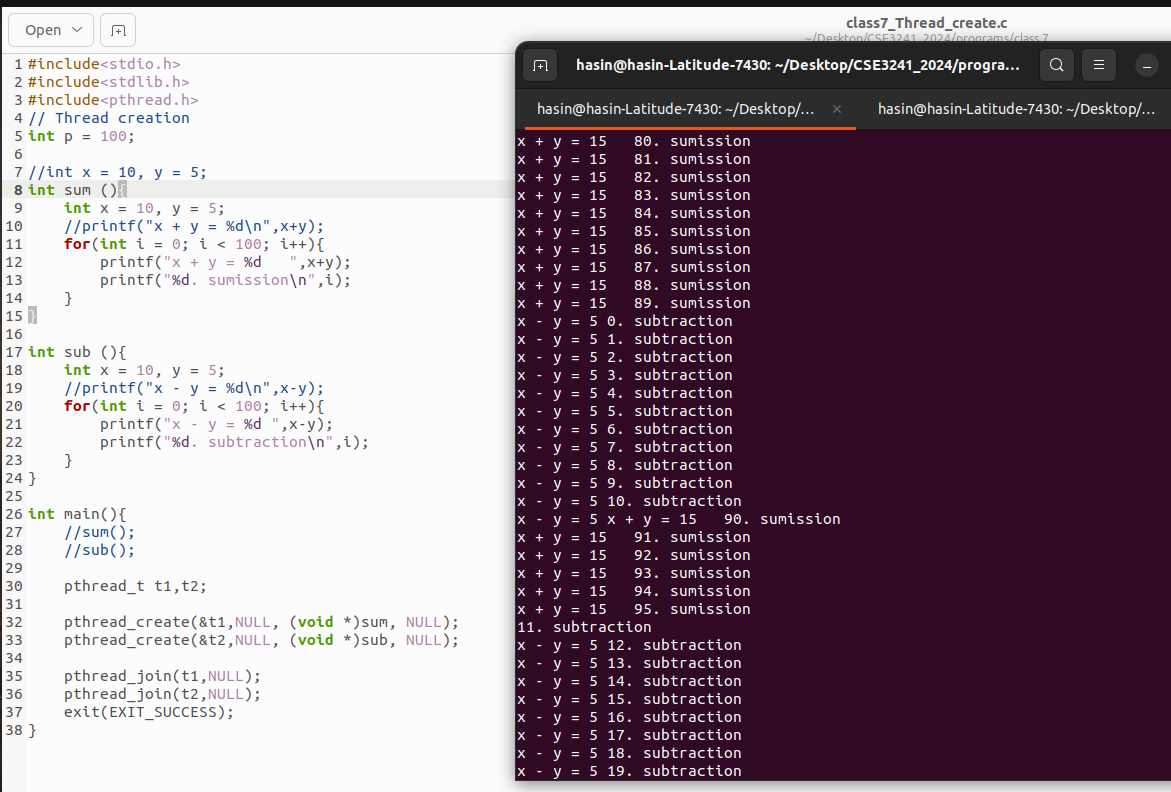 Open
class7_Thread_create.c
~/Desktop/CSE3241_2024/programs/class 7
1 #include<stdio.h>
2 #include<stdlib.h>
3 #include<pthread.h>
4 // Thread creation
5 int p = 100;
6
7 //int x = 10, y = 5;
8 int sum (){
9     int x = 10, y = 5;
10     //printf("x + y = %d\n",x+y);
11     for(int i = 0; i < 100; i++){
12         printf("x + y = %d   ",x+y);
13         printf("%d. sumission\n",i);
14     }
15 }
16
17 int sub (){
18     int x = 10, y = 5;
19     //printf("x - y = %d\n",x-y);
20     for(int i = 0; i < 100; i++){
21         printf("x - y = %d ",x-y);
22         printf("%d. subtraction\n",i);
23     }
24 }
25
26 int main(){
27     //sum();
28     //sub();
29
30     pthread_t t1,t2;
31
32     pthread_create(&t1,NULL, (void *)sum, NULL);
33     pthread_create(&t2,NULL, (void *)sub, NULL);
34
35     pthread_join(t1,NULL);
36     pthread_join(t2,NULL);
37     exit(EXIT_SUCCESS);
38 }
hasin@hasin-Latitude-7430: ~/Desktop/CSE3241_2024/progra...
hasin@hasin-Latitude-7430: ~/Desktop/... × hasin@hasin-Latitude-7430: ~/Desktop/...
x + y = 15   80. sumission
x + y = 15   81. sumission
x + y = 15   82. sumission
x + y = 15   83. sumission
x + y = 15   84. sumission
x + y = 15   85. sumission
x + y = 15   86. sumission
x + y = 15   87. sumission
x + y = 15   88. sumission
x + y = 15   89. sumission
x - y = 5 0. subtraction
x - y = 5 1. subtraction
x - y = 5 2. subtraction
x - y = 5 3. subtraction
x - y = 5 4. subtraction
x - y = 5 5. subtraction
x - y = 5 6. subtraction
x - y = 5 7. subtraction
x - y = 5 8. subtraction
x - y = 5 9. subtraction
x - y = 5 10. subtraction
x - y = 5 x + y = 15   90. sumission
x + y = 15   91. sumission
x + y = 15   92. sumission
x + y = 15   93. sumission
x + y = 15   94. sumission
x + y = 15   95. sumission
11. subtraction
x - y = 5 12. subtraction
x - y = 5 13. subtraction
x - y = 5 14. subtraction
x - y = 5 15. subtraction
x - y = 5 16. subtraction
x - y = 5 17. subtraction
x - y = 5 18. subtraction
x - y = 5 19. subtraction